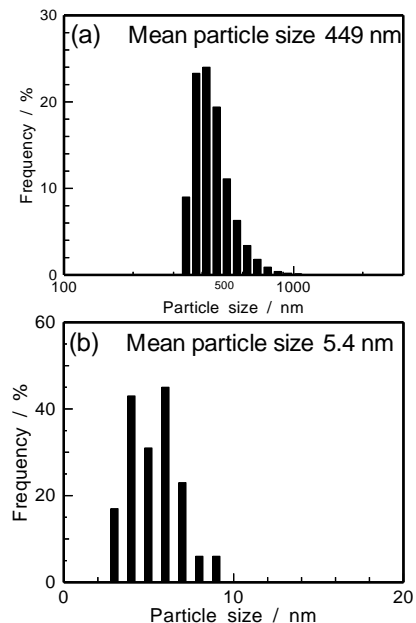 30
(a) Mean particle size 449 nm
20
Frequency / %
10
0
100 500 1000
Particle size / nm
60
(b) Mean particle size 5.4 nm
40
Frequency / %
20
0
0 10 20
Particle size / nm